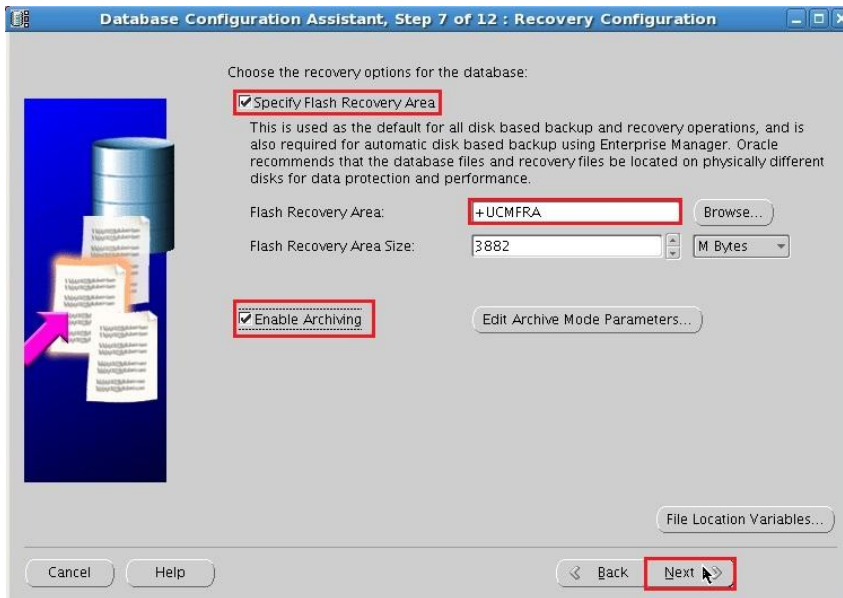 Database Configuration Assistant, Step 7 of 12 : Recovery Configuration
Choose the recovery options for the database:
Specify Flash Recovery Area
This is used as the default for all disk based backup and recovery operations, and is
also required for automatic disk based backup using Enterprise Manager. Oracle
recommends that the database files and recovery files be located on physically different
disks for data protection and performance.
Flash Recovery Area: +UCMFRA Browse...
Flash Recovery Area Size: 3882 M Bytes
Enable Archiving Edit Archive Mode Parameters...
File Location Variables...
Cancel Help Back Next